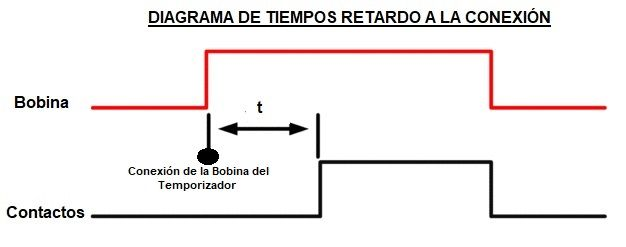 DIAGRAMA DE TIEMPOS RETARDO A LA CONEXIÓN
Bobina
t
Conexión de la Bobina del
Temporizador
Contactos